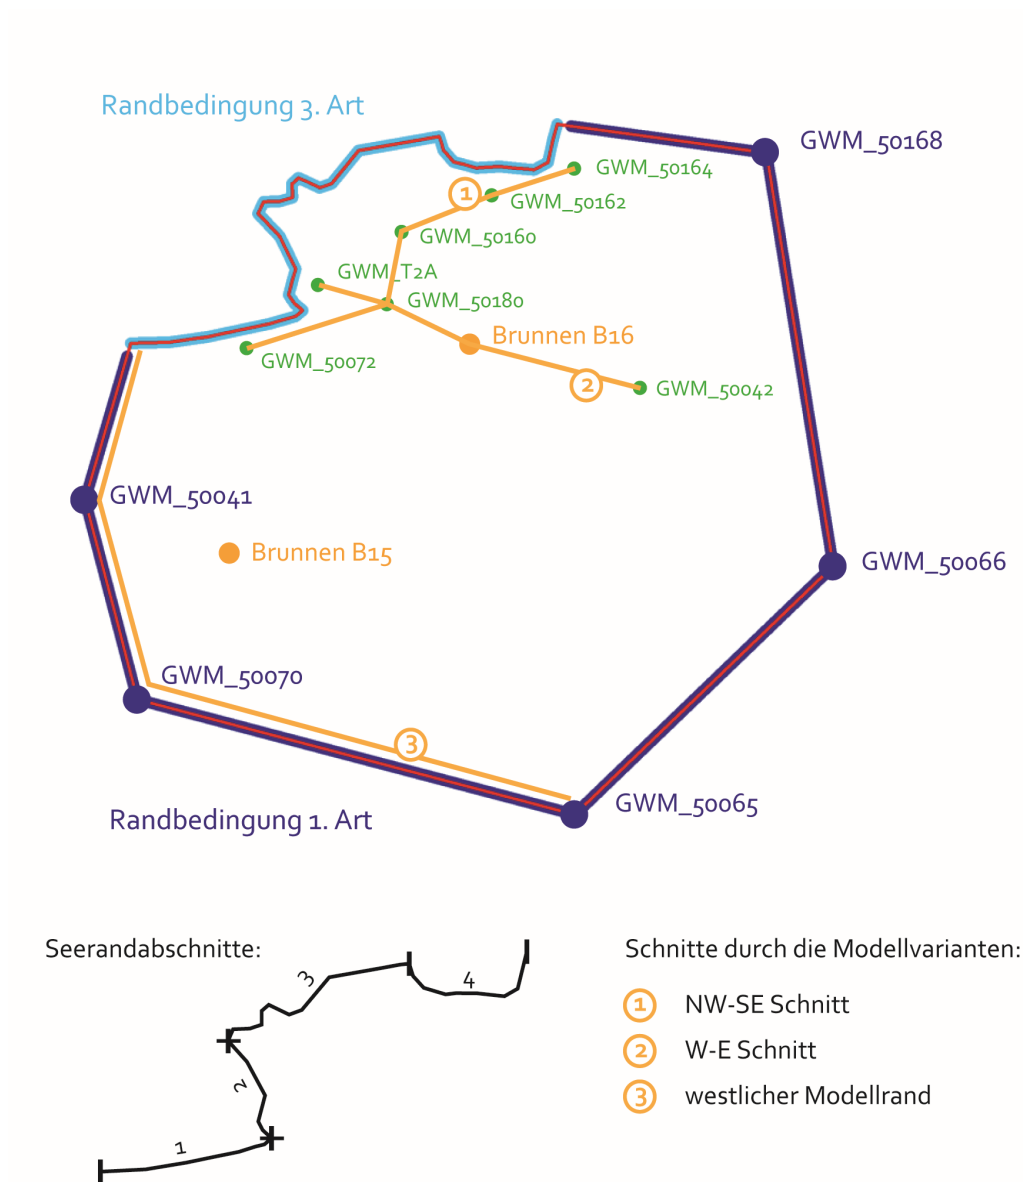 Randbedingung 3. Art
GWM_50168
GWM_50164
1
GWM_50162
GWM_50160
GWM_T2A
GWM_50180
Brunnen B16
GWM_50072
2
GWM_50042
GWM_50041
Brunnen B15
GWM_50066
GWM_50070
3
GWM_50065
Randbedingung 1. Art
Seerandabschnitte:
3
4
2
1
Schnitte durch die Modellvarianten:
1 NW-SE Schnitt
2 W-E Schnitt
3 westlicher Modellrand